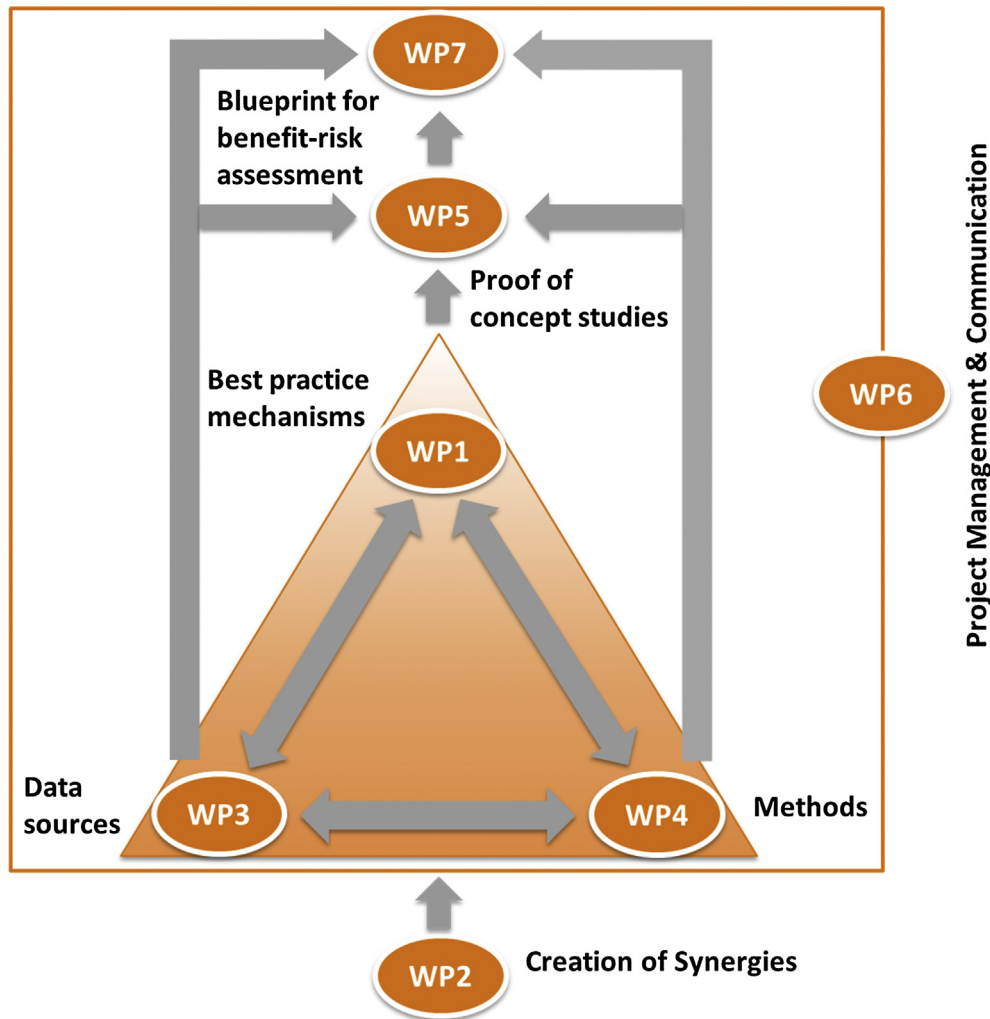 WP7
Blueprint for
benefit-risk
assessment
WP5
Proof of
concept studies
Best practice
mechanisms
WP6
Project Management & Communication
WP1
Data
sources
WP3
WP4
Methods
WP2
Creation of Synergies